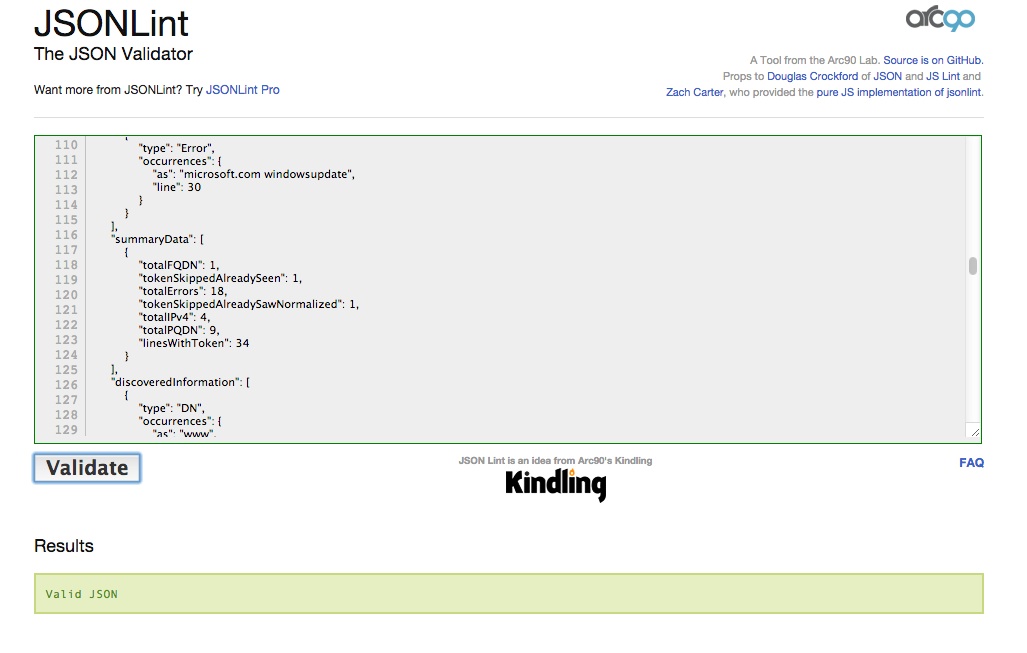 JSONLint
The JSON Validator
Want more from JSONLint? Try JSONLint Pro
arc90
A Tool from the Arc90 Lab. Source is on GitHub.
Props to Douglas Crockford of JSON and JS Lint and
Zach Carter, who provided the pure JS implementation of jsonlint.
110
111 "type": "Error",
112 "occurrences": {
113 "as": "microsoft.com windowsupdate",
114 "line": 30
115 }
116 }
117 ],
118 "summaryData": [
119 {
120 "totalFQDN": 1,
121 "tokenSkippedAlreadySeen": 1,
122 "totalErrors": 18,
123 "tokenSkippedAlreadySawNormalized": 1,
124 "totalIPv4": 4,
125 "totalPQDN": 9,
126 "linesWithToken": 34
127 }
128 ],
129 "discoveredInformation": [
{
"type": "DN",
"occurrences": {
"as": "www",
Validate
JSON Lint is an idea from Arc90's Kindling
Kindling
FAQ
Results
Valid JSON